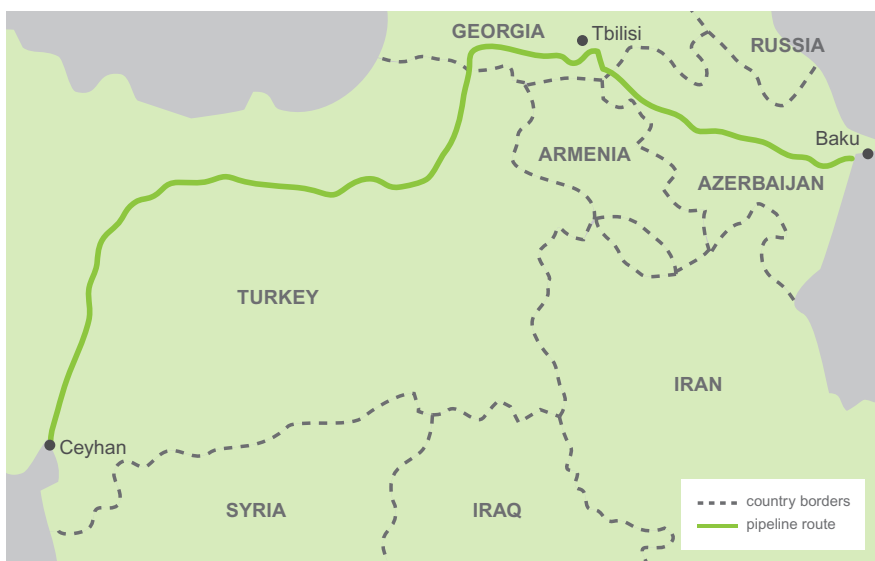 GEORGIA
Tbilisi
RUSSIA
Baku
ARMENIA
AZERBAIJAN
TURKEY
IRAN
Ceyhan
SYRIA
IRAQ
country borders
pipeline route